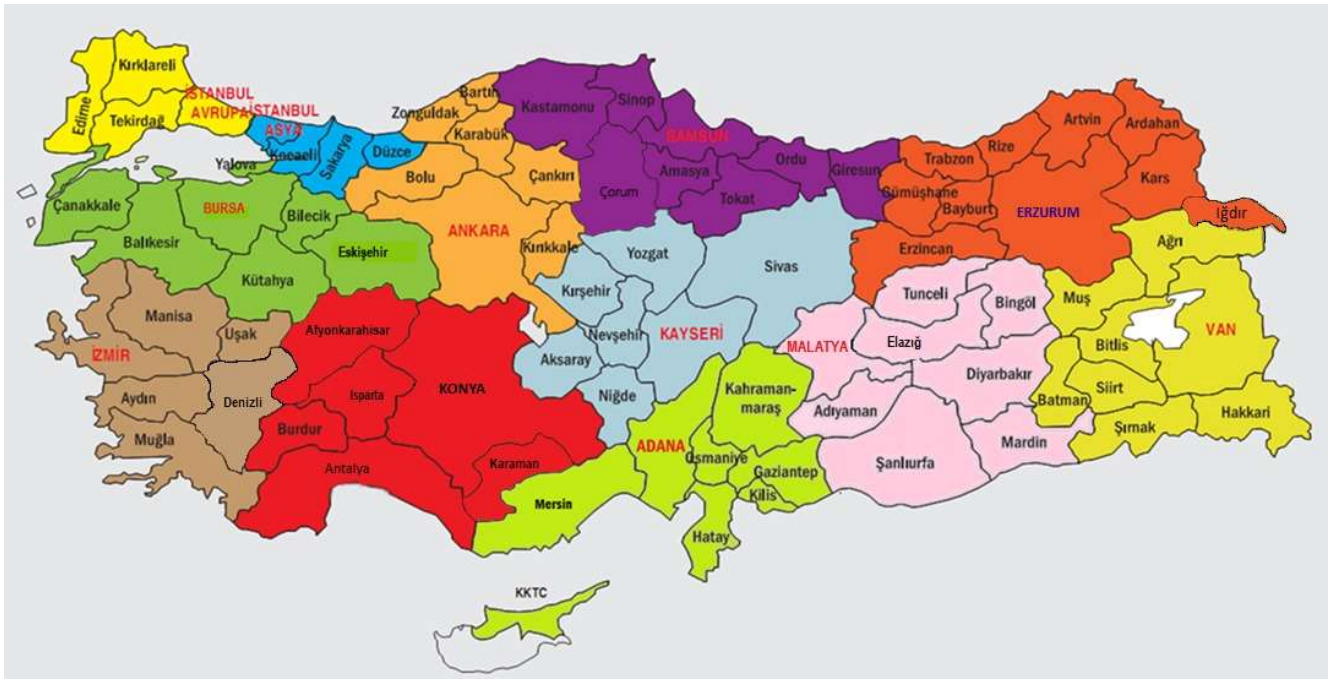 Kırklareli
Edirne
Tekirdağ
İSTANBUL
AVRUPA
İSTANBUL
ASYA
Kocaeli
Sakarya
Düzce
Yalova
Zonguldak
Bartın
Karabük
Bolu
Çankırı
ANKARA
Kırıkkale
Kastamonu
Sinop
SAMSUN
Çorum
Amasya
Ordu
Tokat
Giresun
Trabzon
Rize
Artvin
Ardahan
Gümüşhane
Bayburt
ERZURUM
Kars
Iğdır
Erzincan
Çanakkale
BURSA
Bilecik
Balıkesir
Eskişehir
Kütahya
Yozgat
Sivas
Kırşehir
Nevşehir
KAYSERİ
Aksaray
Niğde
Ağrı
Muş
VAN
Bitlis
Siirt
Batman
Şırnak
Hakkari
Tunceli
Bingöl
MALATYA
Elazığ
Diyarbakır
Adıyaman
Şanlıurfa
Mardin
Manisa
Uşak
İZMİR
Aydın
Denizli
Muğla
Afyonkarahisar
KONYA
Isparta
Burdur
Antalya
Karaman
Kahraman-
maraş
ADANA
Osmaniye
Gaziantep
Kilis
Mersin
Hatay
KKTC